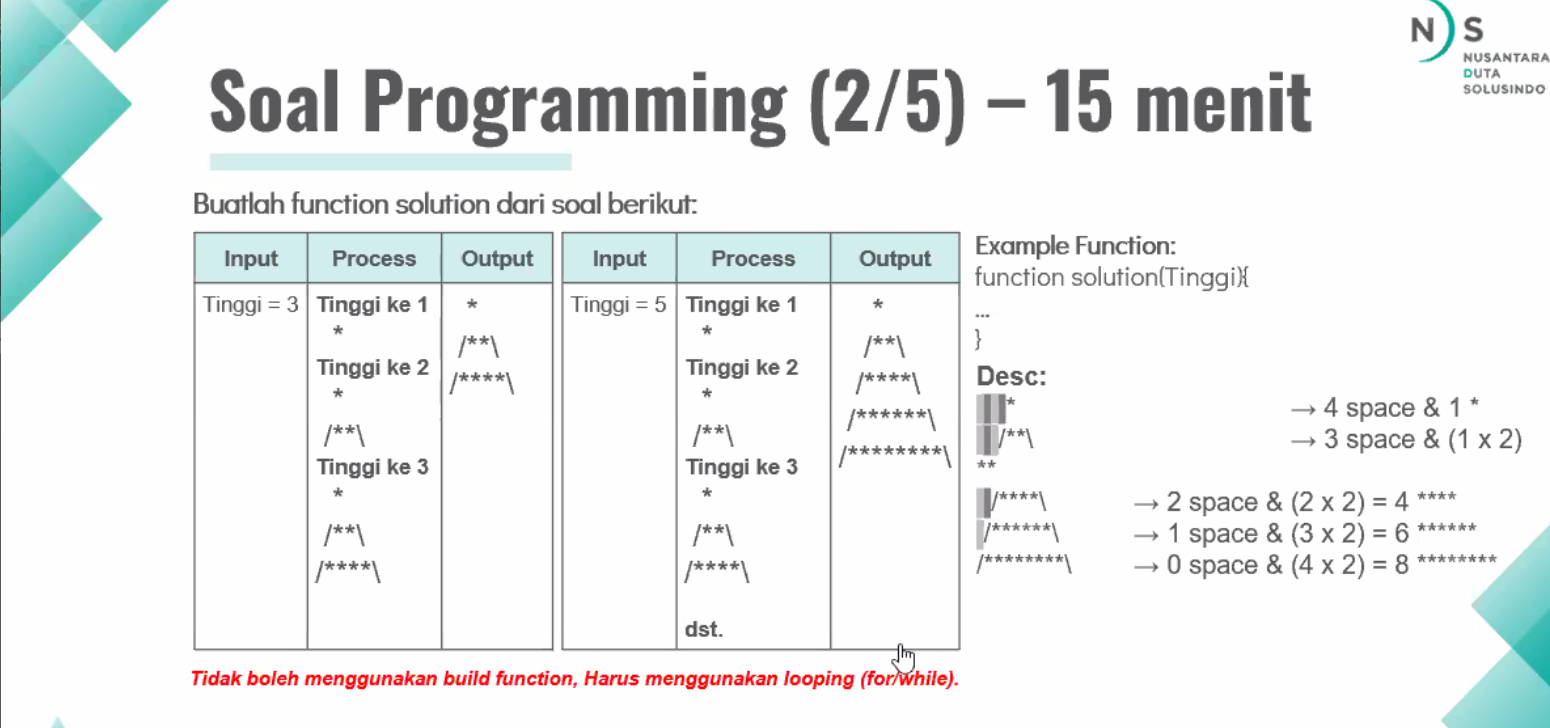 N S
NUSANTARA
DUTA
SOLUSINDO
Soal Programming (2/5) – 15 menit
Buatlah function solution dari soal berikut:
Input Process Output
Tinggi = 3
Tinggi ke 1
*
Tinggi ke 2
*
/**\
Tinggi ke 3
*
/**\
/****\
*
/**\
/****\
Input Process Output
Tinggi = 5
Tinggi ke 1
*
Tinggi ke 2
*
/**\
Tinggi ke 3
*
/**\
/****\
dst.
*
/**\
/****\
/******\
/********\
Example Function:
function solution(Tinggi){
...
}
Desc:
* → 4 space & 1 *
/**\ → 3 space & (1 x 2)
**
/****\ → 2 space & (2 x 2) = 4 ****
/******\ → 1 space & (3 x 2) = 6 ******
/********\ → 0 space & (4 x 2) = 8 ********
Tidak boleh menggunakan build function, Harus menggunakan looping (for/while).